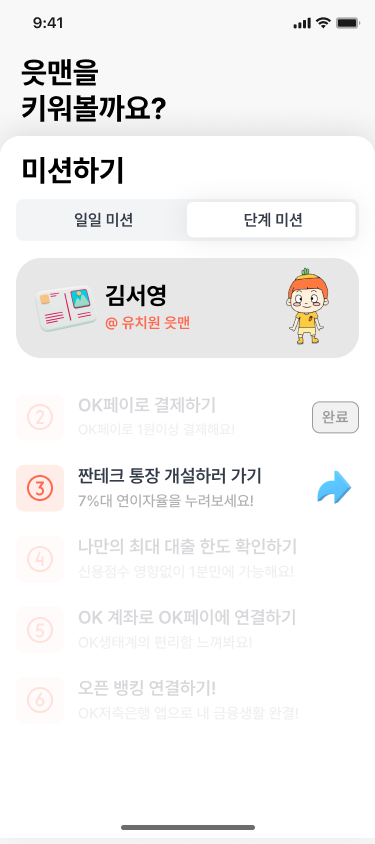 9:41
읏맨을
키워볼까요?
미션하기
일일 미션
단계 미션
김서영
@ 유치원 읏맨
2
OK페이로 결제하기
OK페이로 1원이상 결제해요!
완료
3
짠테크 통장 개설하러 가기
7%대 연이자율을 누려보세요!
4
나만의 최대 대출 한도 확인하기
신용점수 영향없이 1분만에 가능해요!
5
OK 계좌로 OK페이에 연결하기
OK생태계의 편리함 느껴봐요!
6
오픈 뱅킹 연결하기!
OK저축은행 앱으로 내 금융생활 완결!